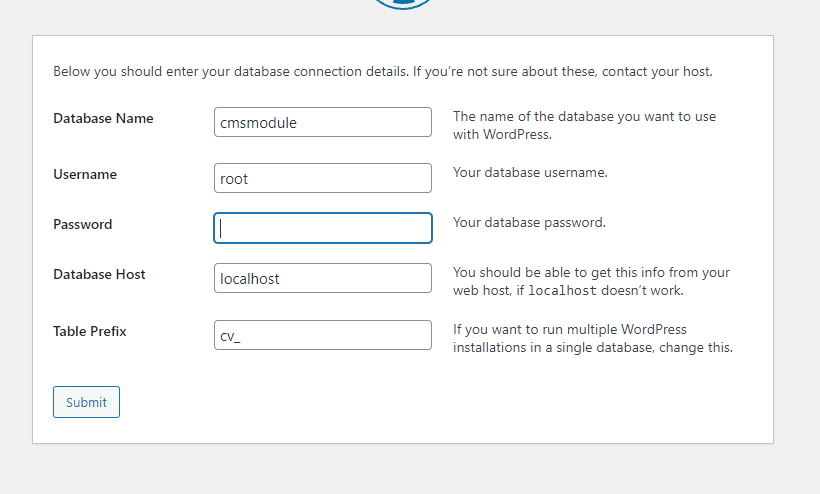 Below you should enter your database connection details. If you’re not sure about these, contact your host.
Database Name
cmsmodule
The name of the database you want to use
with WordPress.
Username
root
Your database username.
Password
Your database password.
Database Host
localhost
You should be able to get this info from your
web host, if localhost doesn’t work.
Table Prefix
cv_
If you want to run multiple WordPress
installations in a single database, change this.
Submit